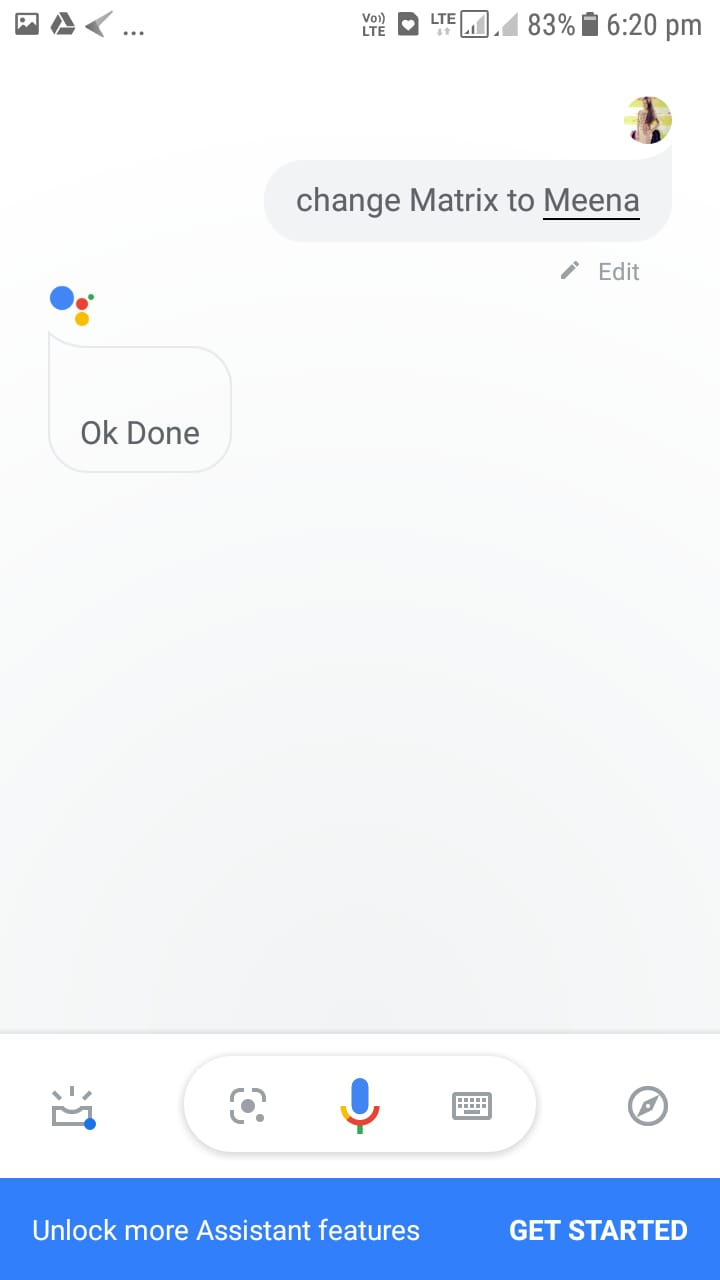 ... Vo)) LTE LTE 83% 6:20 pm
change Matrix to Meena
Edit
Ok Done
Unlock more Assistant features GET STARTED